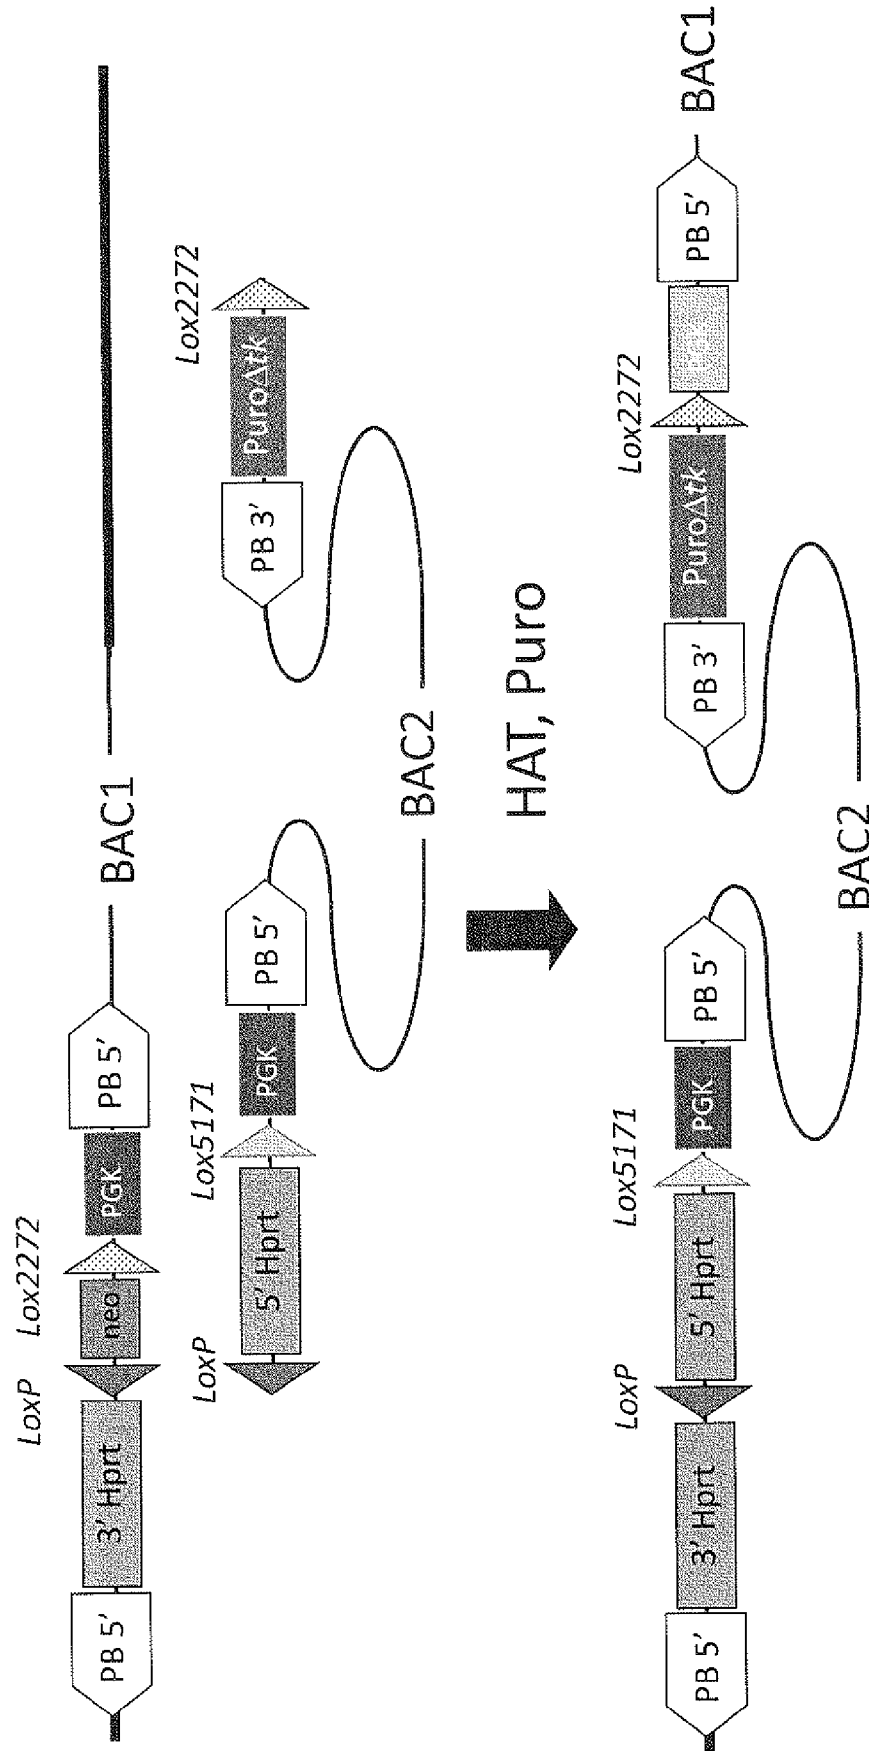 LoxP Lox2272
PB 5′ 3′ Hprt neo PGK PB 5′ BAC1
LoxP Lox5171 Lox2272
5′ Hprt PGK PB 5′ PB 3′ PuroΔtk
BAC2
HAT, Puro
LoxP Lox5171 Lox2272
PB 5′ 3′ Hprt 5′ Hprt PGK PB 5′ PB 3′ PuroΔtk PB 5′ BAC1
BAC2